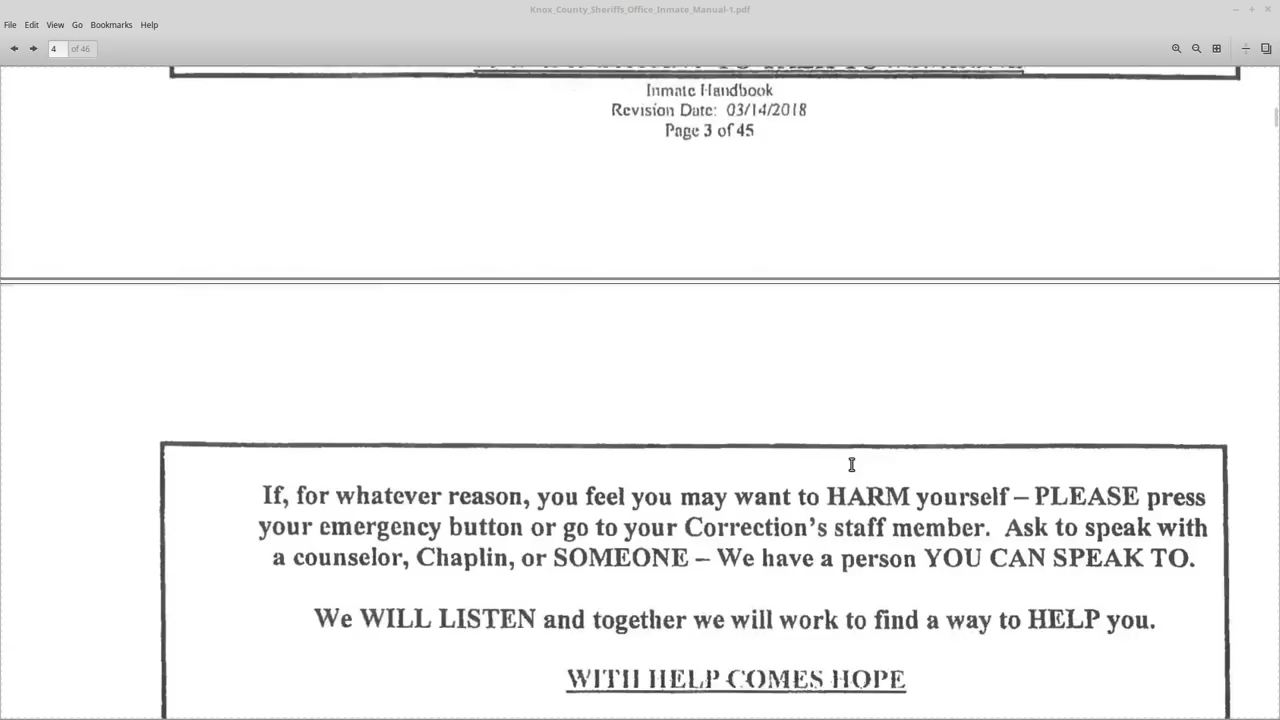 Knox_County_Sheriffs_Office_Inmate_Manual-1.pdf
File Edit View Go Bookmarks Help
4 of 46
Inmate Handbook
Revision Date: 03/14/2018
Page 3 of 45
If, for whatever reason, you feel you may want to HARM yourself – PLEASE press
your emergency button or go to your Correction's staff member. Ask to speak with
a counselor, Chaplin, or SOMEONE – We have a person YOU CAN SPEAK TO.
We WILL LISTEN and together we will work to find a way to HELP you.
WITH HELP COMES HOPE